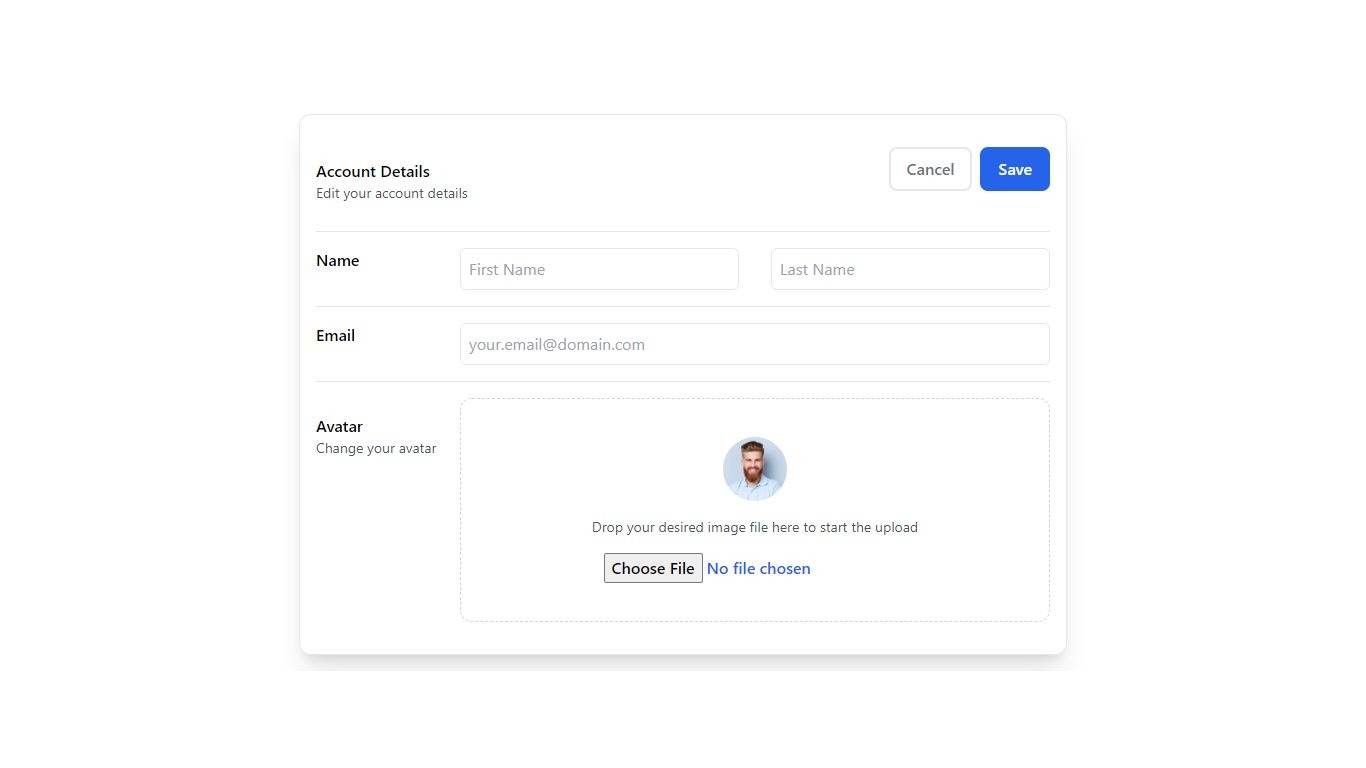 Account Details
Edit your account details
Cancel
Save
Name
First Name
Last Name
Email
your.email@domain.com
Avatar
Change your avatar
Drop your desired image file here to start the upload
Choose File No file chosen